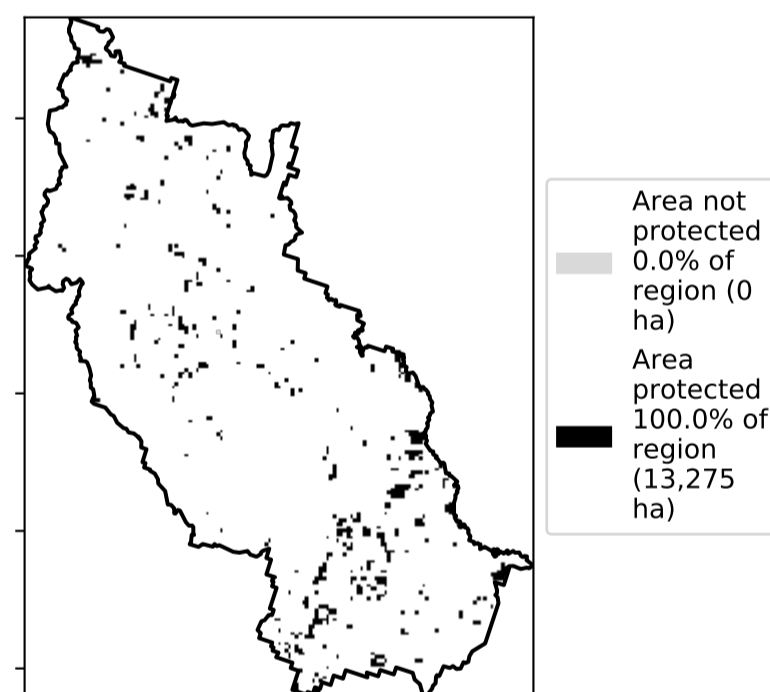 Area not
protected
0.0% of
region (0
ha)
Area
protected
100.0% of
region
(13,275
ha)